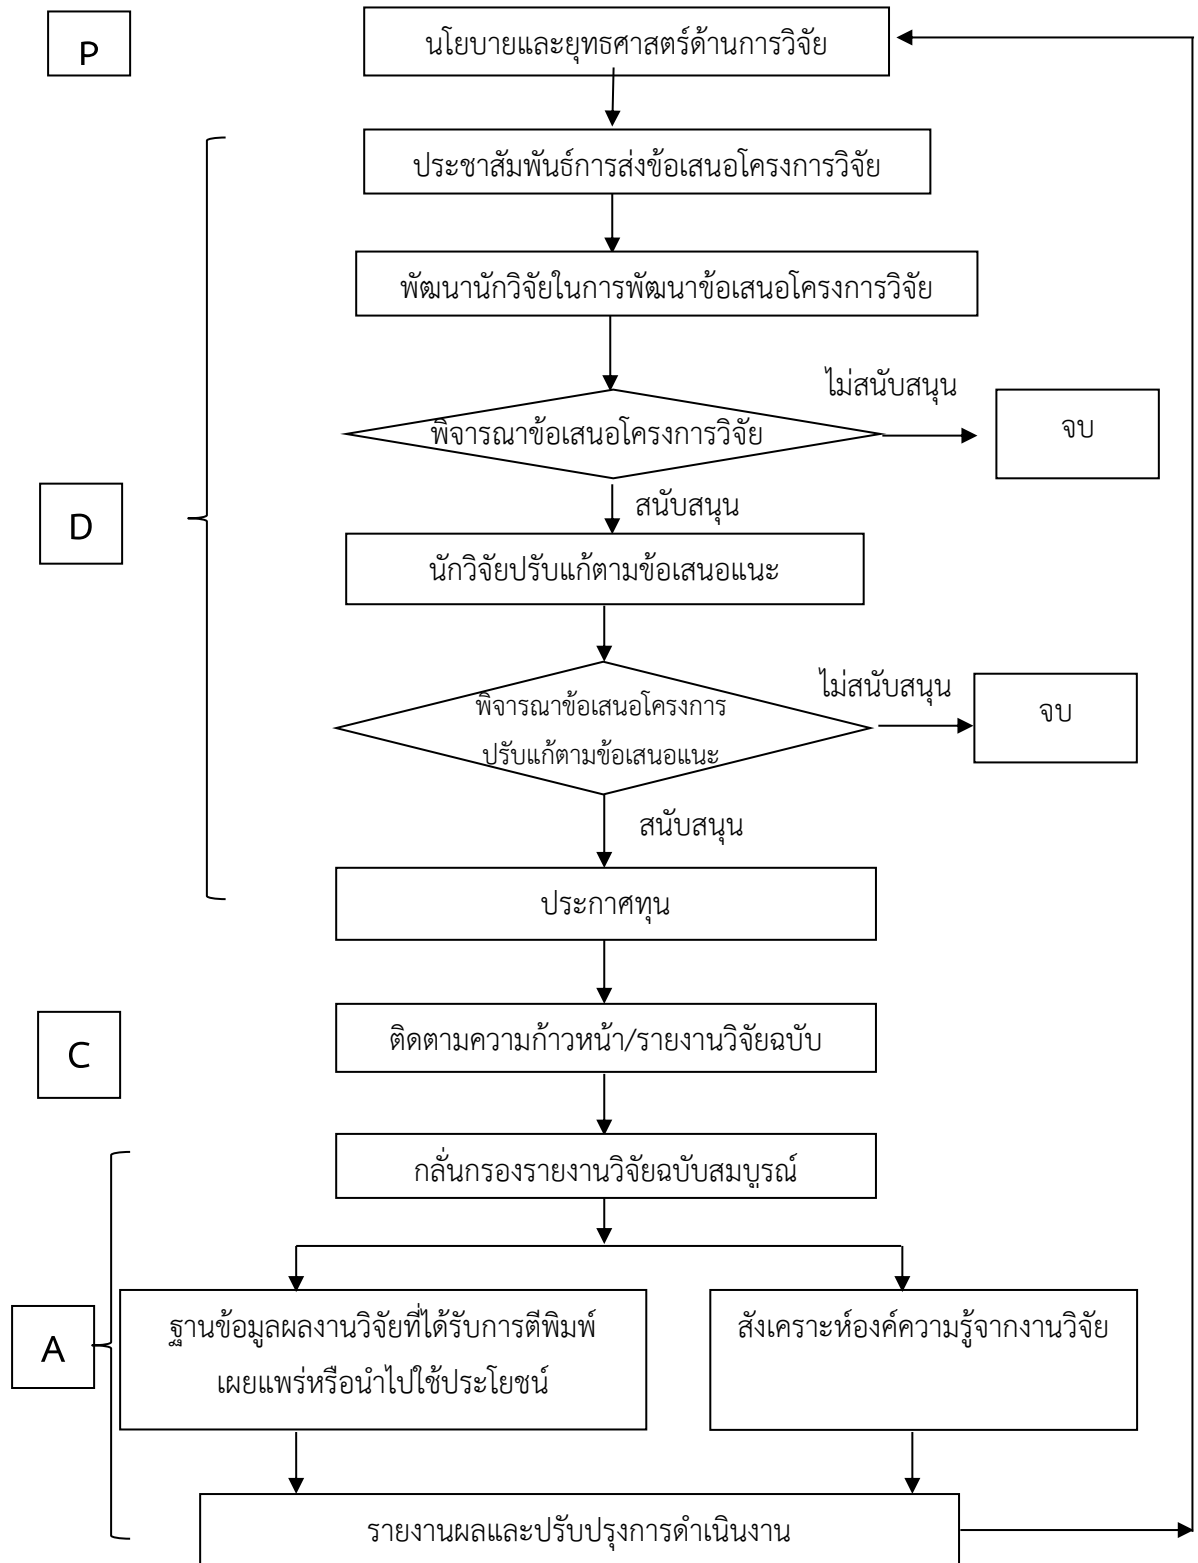 P
นโยบายและยุทธศาสตร์ด้านการวิจัย
ประชาสัมพันธ์การส่งข้อเสนอโครงการวิจัย
พัฒนานักวิจัยในการพัฒนาข้อเสนอโครงการวิจัย
ไม่สนับสนุน
พิจารณาข้อเสนอโครงการวิจัย
จบ
สนับสนุน
D
นักวิจัยปรับแก้ตามข้อเสนอแนะ
ไม่สนับสนุน
พิจารณาข้อเสนอโครงการ
ปรับแก้ตามข้อเสนอแนะ
จบ
สนับสนุน
ประกาศทุน
C
ติดตามความก้าวหน้า/รายงานวิจัยฉบับ
กลั่นกรองรายงานวิจัยฉบับสมบูรณ์
A
ฐานข้อมูลผลงานวิจัยที่ได้รับการตีพิมพ์
เผยแพร่หรือนำไปใช้ประโยชน์
สังเคราะห์องค์ความรู้จากงานวิจัย
รายงานผลและปรับปรุงการดำเนินงาน